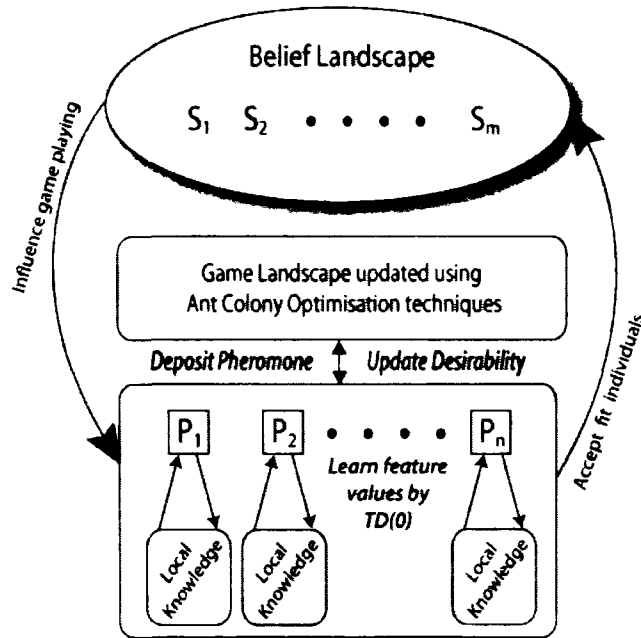 Belief Landscape
S1 S2 • • • • Sm
Influence game playing
Game Landscape updated using
Ant Colony Optimisation techniques
Deposit Pheromone Update Desirability
Accept fit individuals
P1 P2 • • • • Pn
Learn feature
values by
TD(0)
Local
Knowledge
Local
Knowledge
Local
Knowledge